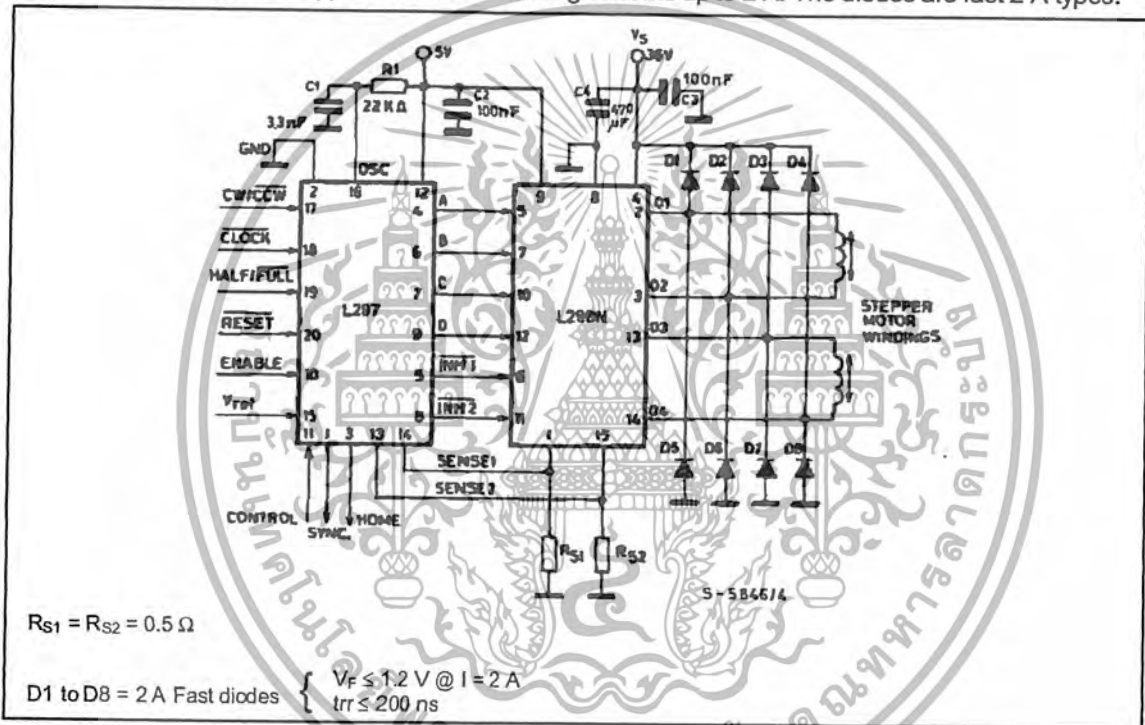 The diodes are fast 2 A types.
5V
Vs
36V
R1
22 KΩ
C1
3,3 nF
C2
100nF
C4
470 µF
100nF
C3
GND
OSC
D1 D2 D3 D4
2 16 12
9 8 4
CW/CCW 17
CLOCK 18
HALF/FULL 19
RESET 20
ENABLE 10
Vref 15
L297
4 A 5
6 B 7
7 C 10
9 D 12
5 INH1 6
8 INH2 11
2 O1
3 O2
13 O3
14 O4
STEPPER
MOTOR
WINDINGS
11 1 3 13 14
1 15
SENSE1
SENSE2
CONTROL
SYNC.
HOME
D5 D6 D7 D8
RS1
RS2
S-5846/4
RS1 = RS2 = 0.5 Ω
D1 to D8 = 2 A Fast diodes { VF ≤ 1.2 V @ I = 2 A
trr ≤ 200 ns